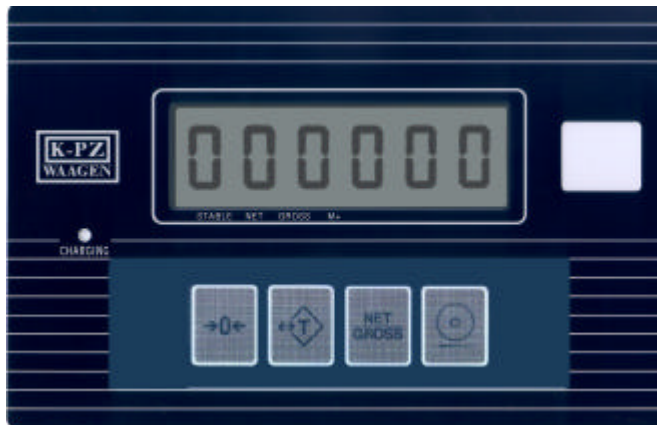 000000
K-PZ
WAAGEN
STABLE NET GROSS M+
CHARGING
→0←
T
NET
GROSS